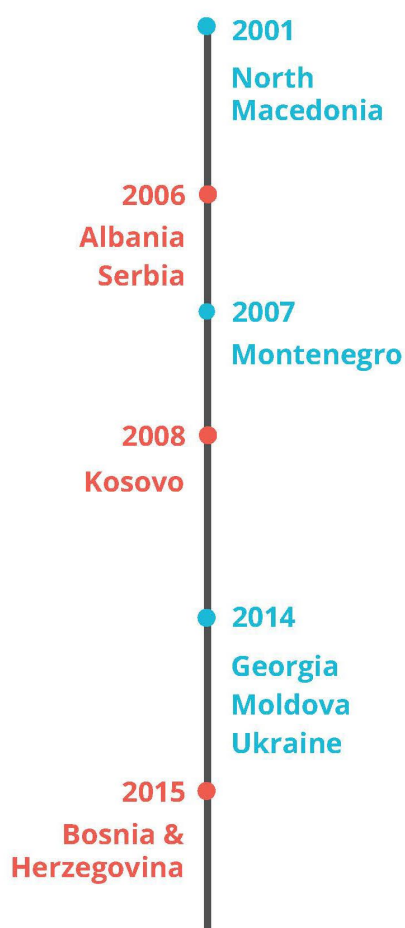 2001
North
Macedonia
2006
Albania
Serbia
2007
Montenegro
2008
Kosovo
2014
Georgia
Moldova
Ukraine
2015
Bosnia &
Herzegovina